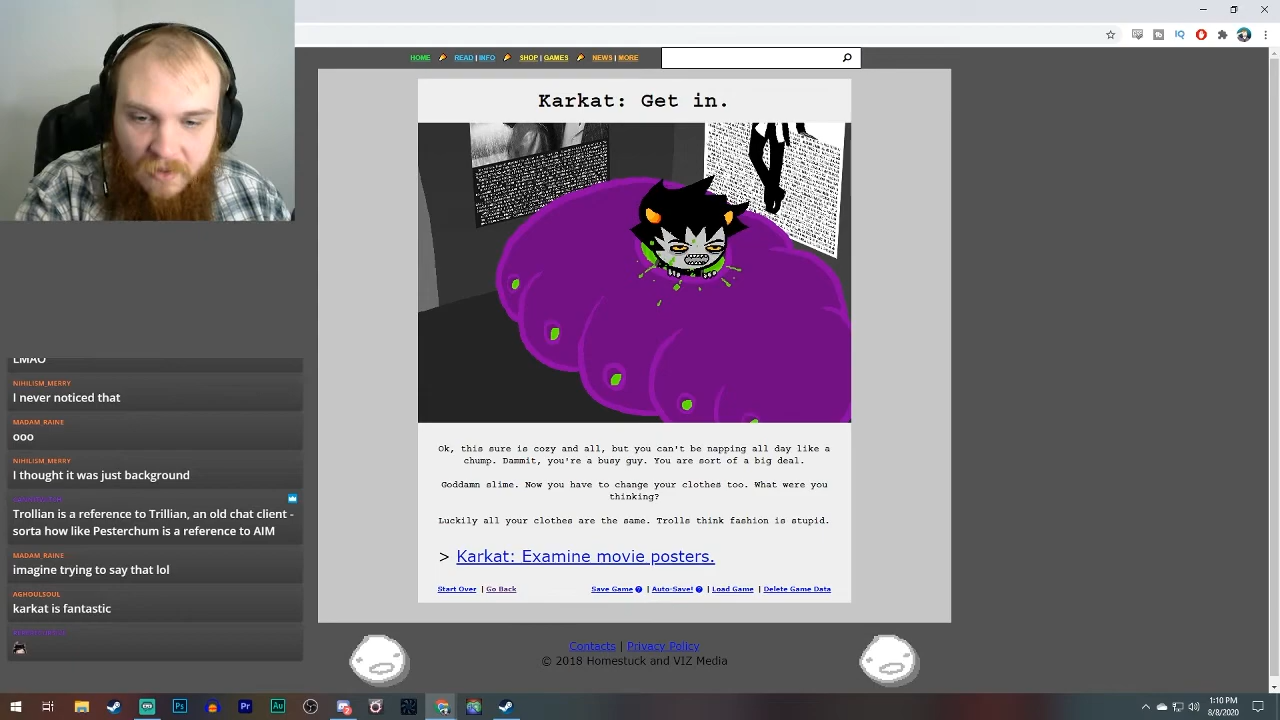 HOME
READ | INFO
SHOP | GAMES
NEWS | MORE
IQ
Karkat: Get in.
Ok, this sure is cozy and all, but you can't be napping all day like a
chump. Dammit, you're a busy guy. You are sort of a big deal.
Goddamn slime. Now you have to change your clothes too. What were you
thinking?
Luckily all your clothes are the same. Trolls think fashion is stupid.
> Karkat: Examine movie posters.
Start Over | Go Back
Save Game ? | Auto-Save! ? | Load Game | Delete Game Data
Contacts | Privacy Policy
© 2018 Homestuck and VIZ Media
LMAO
NIHILISM_MERRY
I never noticed that
MADAM_RAINE
ooo
NIHILISM_MERRY
I thought it was just background
Trollian is a reference to Trillian, an old chat client -
sorta how like Pesterchum is a reference to AIM
MADAM_RAINE
imagine trying to say that lol
AGHOULSOUL
karkat is fantastic
Ps
Pr
Au
1:10 PM
8/8/2020